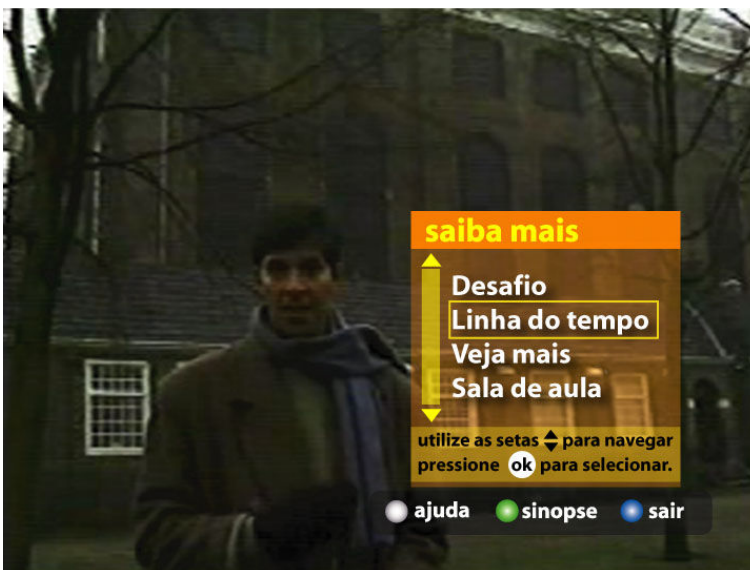 saiba mais
Desafio
Linha do tempo
Veja mais
Sala de aula
utilize as setas para navegar
pressione ok para selecionar.
ajuda sinopse sair